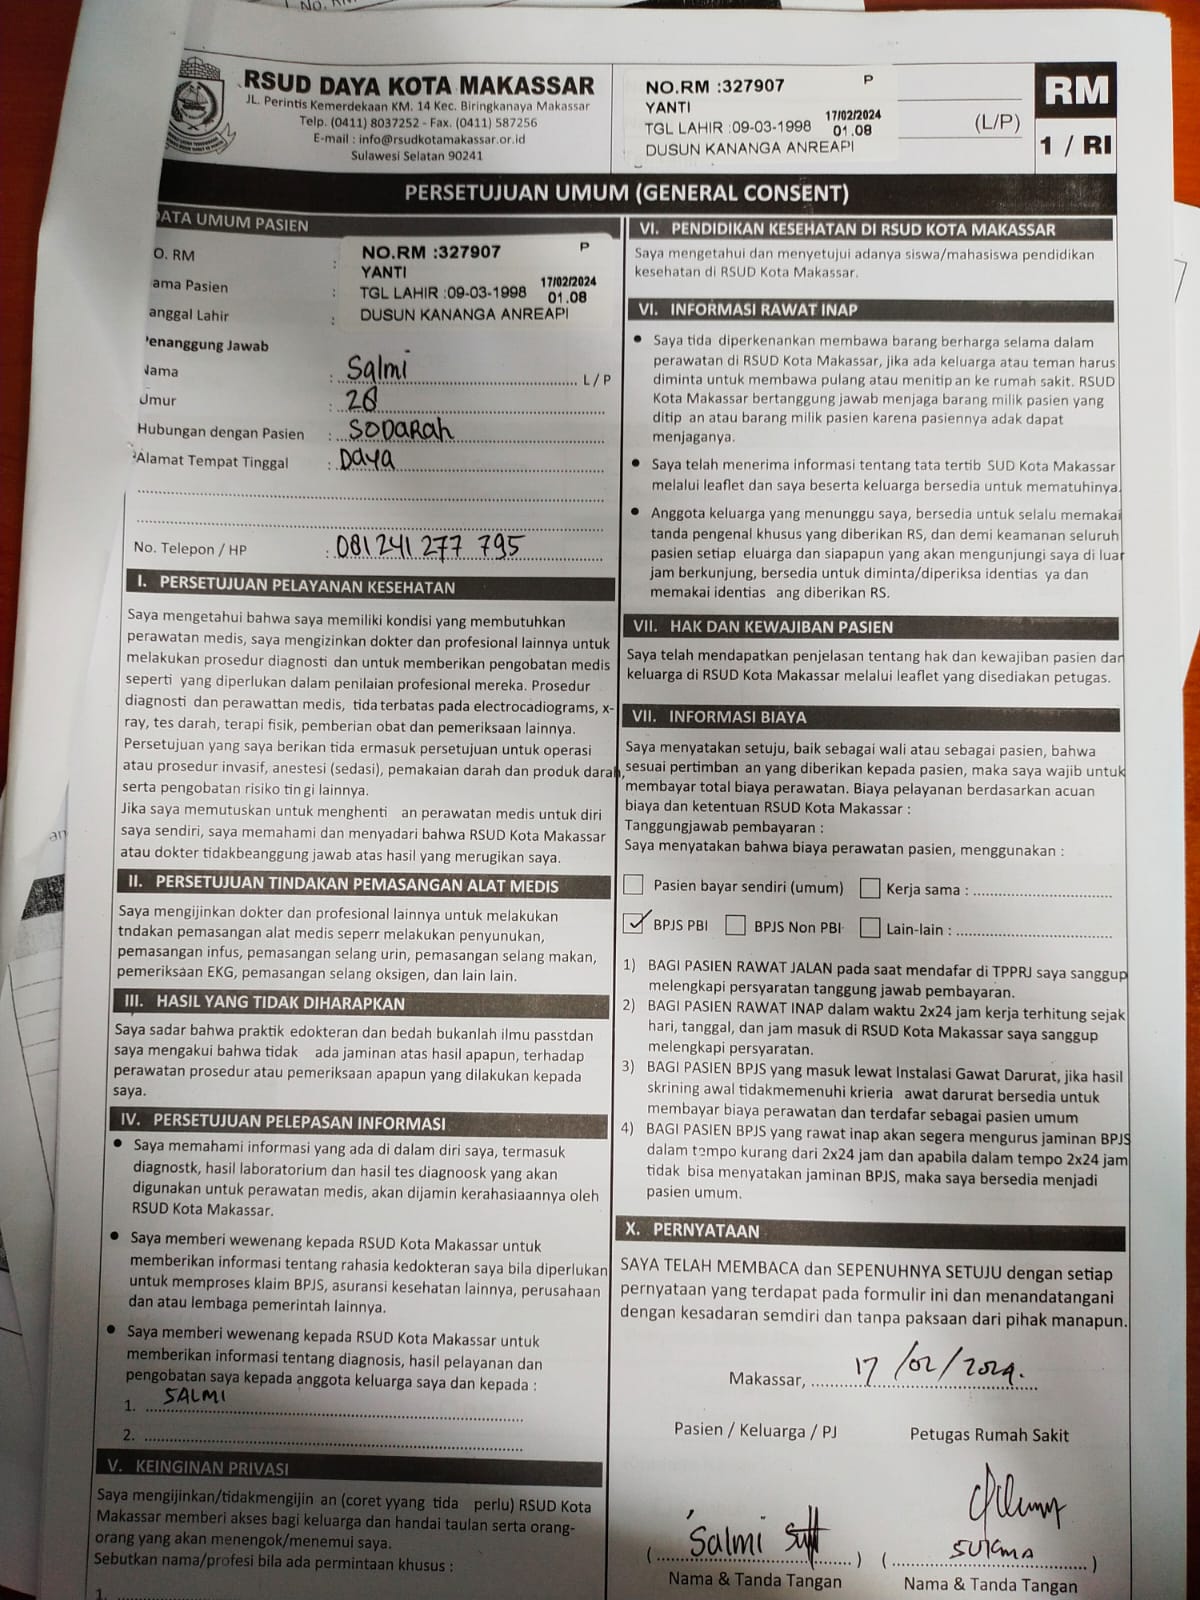 RSUD DAYA KOTA MAKASSAR
JL. Perintis Kemerdekaan KM. 14 Kec. Biringkanaya Makassar
Telp. (0411) 8037252 - Fax. (0411) 587256
E-mail : info@rsudkotamakassar.or.id
Sulawesi Selatan 90241
NO.RM :327907 P
YANTI
TGL LAHIR :09-03-1998 17/02/2024 01.08
DUSUN KANANGA ANREAPI
(L/P)
RM
1 / RI
PERSETUJUAN UMUM (GENERAL CONSENT)
DATA UMUM PASIEN
O. RM :
ama Pasien :
anggal Lahir :
NO.RM :327907 P
YANTI
TGL LAHIR :09-03-1998 17/02/2024 01.08
DUSUN KANANGA ANREAPI
Penanggung Jawab
Nama : Salmi L / P
Umur : 28
Hubungan dengan Pasien : SODARah
Alamat Tempat Tinggal : Daya
No. Telepon / HP : 081 241 277 795
I. PERSETUJUAN PELAYANAN KESEHATAN
Saya mengetahui bahwa saya memiliki kondisi yang membutuhkan
perawatan medis, saya mengizinkan dokter dan profesional lainnya untuk
melakukan prosedur diagnosti dan untuk memberikan pengobatan medis
seperti yang diperlukan dalam penilaian profesional mereka. Prosedur
diagnosti dan perawattan medis, tida terbatas pada electrocadiograms, x-
ray, tes darah, terapi fisik, pemberian obat dan pemeriksaan lainnya.
Persetujuan yang saya berikan tida ermasuk persetujuan untuk operasi
atau prosedur invasif, anestesi (sedasi), pemakaian darah dan produk darah,
serta pengobatan risiko tin gi lainnya.
Jika saya memutuskan untuk menghenti an perawatan medis untuk diri
saya sendiri, saya memahami dan menyadari bahwa RSUD Kota Makassar
atau dokter tidakbeanggung jawab atas hasil yang merugikan saya.
II. PERSETUJUAN TINDAKAN PEMASANGAN ALAT MEDIS
Saya mengijinkan dokter dan profesional lainnya untuk melakukan
tndakan pemasangan alat medis seperr melakukan penyunukan,
pemasangan infus, pemasangan selang urin, pemasangan selang makan,
pemeriksaan EKG, pemasangan selang oksigen, dan lain lain.
III. HASIL YANG TIDAK DIHARAPKAN
Saya sadar bahwa praktik edokteran dan bedah bukanlah ilmu passtdan
saya mengakui bahwa tidak ada jaminan atas hasil apapun, terhadap
perawatan prosedur atau pemeriksaan apapun yang dilakukan kepada
saya.
IV. PERSETUJUAN PELEPASAN INFORMASI
• Saya memahami informasi yang ada di dalam diri saya, termasuk
diagnostk, hasil laboratorium dan hasil tes diagnoosk yang akan
digunakan untuk perawatan medis, akan dijamin kerahasiaannya oleh
RSUD Kota Makassar.
• Saya memberi wewenang kepada RSUD Kota Makassar untuk
memberikan informasi tentang rahasia kedokteran saya bila diperlukan
untuk memproses klaim BPJS, asuransi kesehatan lainnya, perusahaan
dan atau lembaga pemerintah lainnya.
• Saya memberi wewenang kepada RSUD Kota Makassar untuk
memberikan informasi tentang diagnosis, hasil pelayanan dan
pengobatan saya kepada anggota keluarga saya dan kepada :
1. SALMI
2.
V. KEINGINAN PRIVASI
Saya mengijinkan/tidakmengijin an (coret yyang tida perlu) RSUD Kota
Makassar memberi akses bagi keluarga dan handai taulan serta orang-
orang yang akan menengok/menemui saya.
Sebutkan nama/profesi bila ada permintaan khusus :
1.
VI. PENDIDIKAN KESEHATAN DI RSUD KOTA MAKASSAR
Saya mengetahui dan menyetujui adanya siswa/mahasiswa pendidikan
kesehatan di RSUD Kota Makassar.
VI. INFORMASI RAWAT INAP
• Saya tida diperkenankan membawa barang berharga selama dalam
perawatan di RSUD Kota Makassar, jika ada keluarga atau teman harus
diminta untuk membawa pulang atau menitip an ke rumah sakit. RSUD
Kota Makassar bertanggung jawab menjaga barang milik pasien yang
ditip an atau barang milik pasien karena pasiennya adak dapat
menjaganya.
• Saya telah menerima informasi tentang tata tertib SUD Kota Makassar
melalui leaflet dan saya beserta keluarga bersedia untuk mematuhinya.
• Anggota keluarga yang menunggu saya, bersedia untuk selalu memakai
tanda pengenal khusus yang diberikan RS, dan demi keamanan seluruh
pasien setiap eluarga dan siapapun yang akan mengunjungi saya di luar
jam berkunjung, bersedia untuk diminta/diperiksa identias ya dan
memakai identias ang diberikan RS.
VII. HAK DAN KEWAJIBAN PASIEN
Saya telah mendapatkan penjelasan tentang hak dan kewajiban pasien dan
keluarga di RSUD Kota Makassar melalui leaflet yang disediakan petugas.
VII. INFORMASI BIAYA
Saya menyatakan setuju, baik sebagai wali atau sebagai pasien, bahwa
sesuai pertimban an yang diberikan kepada pasien, maka saya wajib untuk
membayar total biaya perawatan. Biaya pelayanan berdasarkan acuan
biaya dan ketentuan RSUD Kota Makassar :
Tanggungjawab pembayaran :
Saya menyatakan bahwa biaya perawatan pasien, menggunakan :
Pasien bayar sendiri (umum) Kerja sama :
✓ BPJS PBI BPJS Non PBI Lain-lain :
1) BAGI PASIEN RAWAT JALAN pada saat mendafar di TPPRJ saya sanggup
melengkapi persyaratan tanggung jawab pembayaran.
2) BAGI PASIEN RAWAT INAP dalam waktu 2x24 jam kerja terhitung sejak
hari, tanggal, dan jam masuk di RSUD Kota Makassar saya sanggup
melengkapi persyaratan.
3) BAGI PASIEN BPJS yang masuk lewat Instalasi Gawat Darurat, jika hasil
skrining awal tidakmemenuhi krieria awat darurat bersedia untuk
membayar biaya perawatan dan terdafar sebagai pasien umum
4) BAGI PASIEN BPJS yang rawat inap akan segera mengurus jaminan BPJS
dalam tempo kurang dari 2x24 jam dan apabila dalam tempo 2x24 jam
tidak bisa menyatakan jaminan BPJS, maka saya bersedia menjadi
pasien umum.
X. PERNYATAAN
SAYA TELAH MEMBACA dan SEPENUHNYA SETUJU dengan setiap
pernyataan yang terdapat pada formulir ini dan menandatangani
dengan kesadaran semdiri dan tanpa paksaan dari pihak manapun.
Makassar, 17/02/2024.
Pasien / Keluarga / PJ Petugas Rumah Sakit
(Salmi) (SUKMA)
Nama & Tanda Tangan Nama & Tanda Tangan